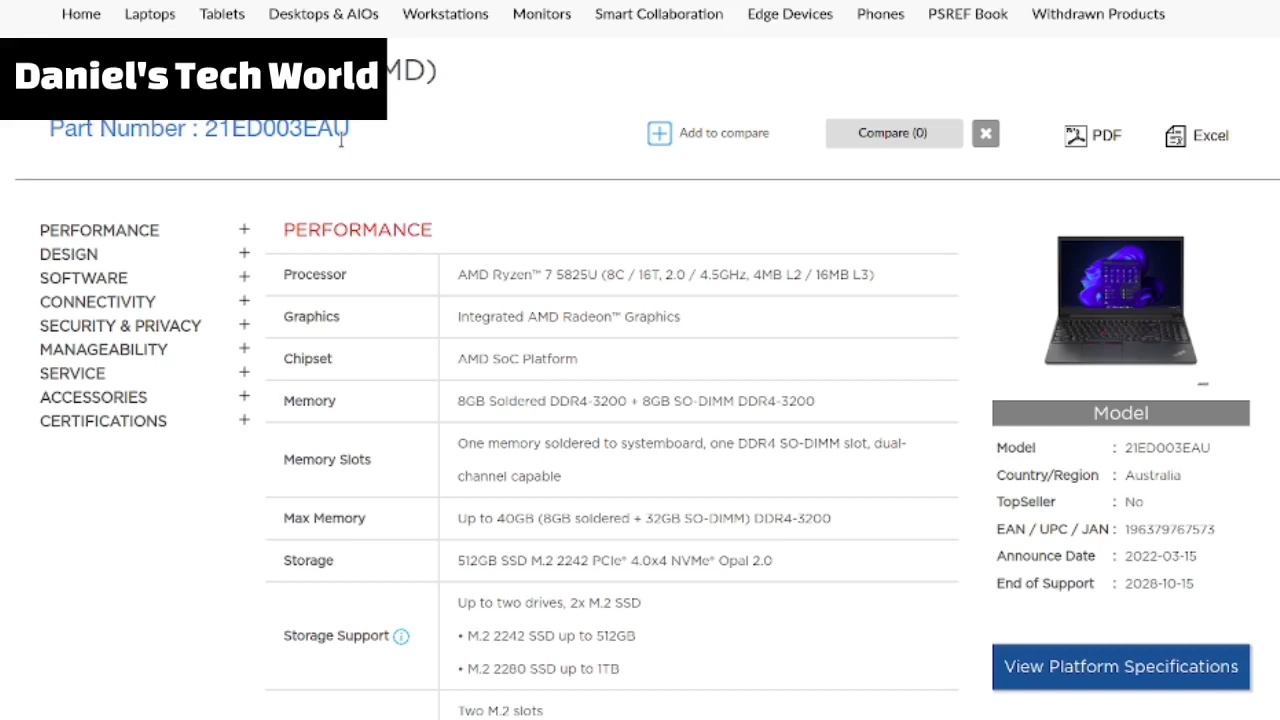 Home Laptops Tablets Desktops & AIOs Workstations Monitors Smart Collaboration Edge Devices Phones PSREF Book Withdrawn Products
Daniel's Tech World
MD)
Part Number : 21ED003EAU
Add to compare
Compare (0)
PDF
Excel
PERFORMANCE +
DESIGN +
SOFTWARE +
CONNECTIVITY +
SECURITY & PRIVACY +
MANAGEABILITY +
SERVICE +
ACCESSORIES +
CERTIFICATIONS +
PERFORMANCE
Processor AMD Ryzen™ 7 5825U (8C / 16T, 2.0 / 4.5GHz, 4MB L2 / 16MB L3)
Graphics Integrated AMD Radeon™ Graphics
Chipset AMD SoC Platform
Memory 8GB Soldered DDR4-3200 + 8GB SO-DIMM DDR4-3200
Memory Slots One memory soldered to systemboard, one DDR4 SO-DIMM slot, dual-
channel capable
Max Memory Up to 40GB (8GB soldered + 32GB SO-DIMM) DDR4-3200
Storage 512GB SSD M.2 2242 PCIe® 4.0x4 NVMe® Opal 2.0
Storage Support Up to two drives, 2x M.2 SSD
• M.2 2242 SSD up to 512GB
• M.2 2280 SSD up to 1TB
Two M.2 slots
Model
Model : 21ED003EAU
Country/Region : Australia
TopSeller : No
EAN / UPC / JAN : 196379767573
Announce Date : 2022-03-15
End of Support : 2028-10-15
View Platform Specifications